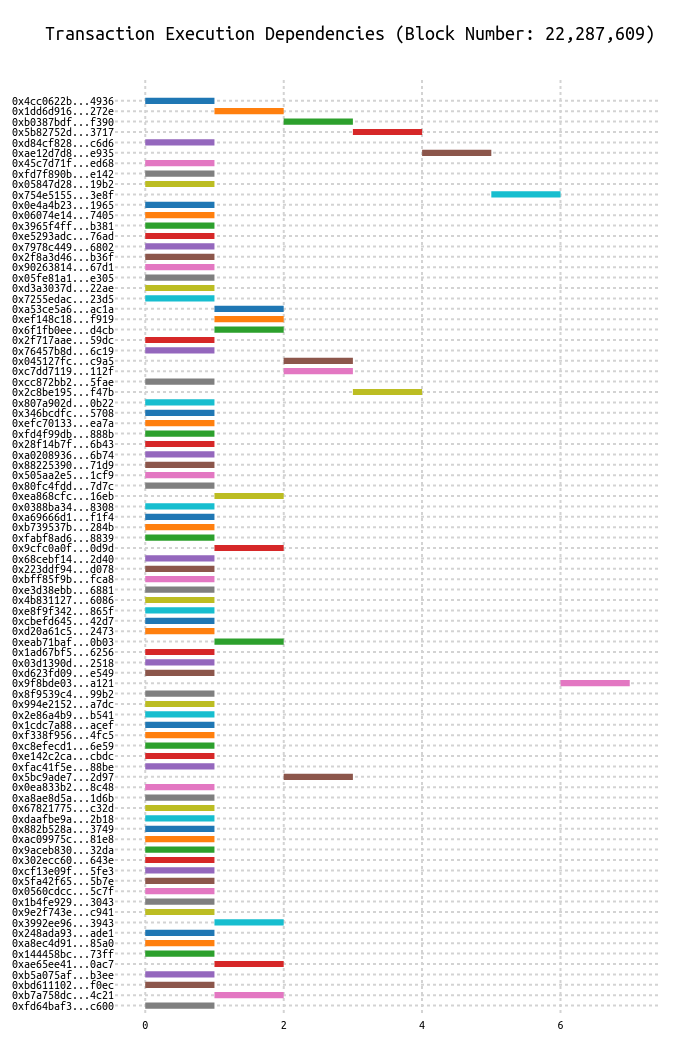 Transaction Execution Dependencies (Block Number: 22,287,609)
0x4cc0622b...4936
0x1dd6d916...272e
0xb0387bdf...f390
0x5b82752d...3717
0xd84cf828...c6d6
0xae12d7d8...e935
0x45c7d71f...ed68
0xfd7f890b...e142
0x05847d28...19b2
0x754e5155...3e8f
0x0e4a4b23...1965
0x06074e14...7405
0x3965f4ff...b381
0xe5293adc...76ad
0x7978c449...6802
0x2f8a3d46...b36f
0x90263814...67d1
0x05fe81a1...e305
0xd3a3037d...22ae
0x7255edac...23d5
0xa53ce5a6...ac1a
0xef148c18...f919
0x6f1fb0ee...d4cb
0x2f717aae...59dc
0x76457b8d...6c19
0x045127fc...c9a5
0xc7dd7119...112f
0xcc872bb2...5fae
0x2c8be195...f47b
0x807a902d...0b22
0x346bcdfc...5708
0xefc70133...ea7a
0xfd4f99db...888b
0x28f14b7f...6b43
0xa0208936...6b74
0x88225390...71d9
0x505aa2e5...1cf9
0x80fc4fdd...7d7c
0xea868cfc...16eb
0x0388ba34...8308
0xa69666d1...f1f4
0xb739537b...284b
0xfabf8ad6...8839
0x9cfc0a0f...0d9d
0x68cebf14...2d40
0x223ddf94...d078
0xbff85f9b...fca8
0xe3d38ebb...6881
0x4b831127...6086
0xe8f9f342...865f
0xcbefd645...42d7
0xd20a61c5...2473
0xeab71baf...0b03
0x1ad67bf5...6256
0x03d1390d...2518
0xd623fd09...e549
0x9f8bde03...a121
0x8f9539c4...99b2
0x994e2152...a7dc
0x2e86a4b9...b541
0x1cdc7a88...acef
0xf338f956...4fc5
0xc8efecd1...6e59
0xe142c2ca...cbdc
0xfac41f5e...88be
0x5bc9ade7...2d97
0x0ea833b2...8c48
0xa8ae8d5a...1d6b
0x67821775...c32d
0xdaafbe9a...2b18
0x882b528a...3749
0xac09975c...81e8
0x9aceb830...32da
0x302ecc60...643e
0xcf13e09f...5fe3
0x5fa42f65...5b7e
0x0560cdcc...5c7f
0x1b4fe929...3043
0x9e2f743e...c941
0x3992ee96...3943
0x248ada93...ade1
0xa8ec4d91...85a0
0x144458bc...73ff
0xae65ee41...0ac7
0xb5a075af...b3ee
0xbd611102...f0ec
0xb7a758dc...4c21
0xfd64baf3...c600
0 2 4 6